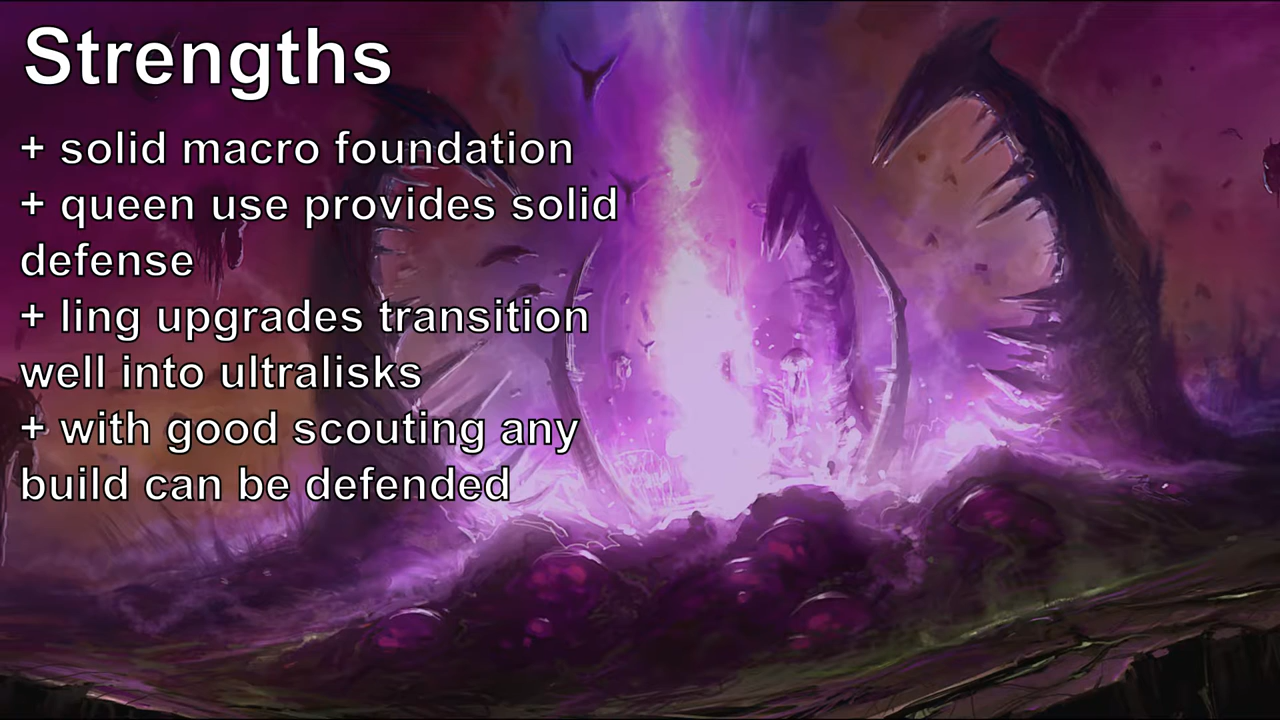 Strengths
+ solid macro foundation
+ queen use provides solid
defense
+ ling upgrades transition
well into ultralisks
+ with good scouting any
build can be defended